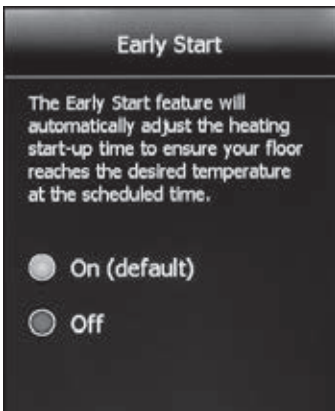 Early Start
The Early Start feature will
automatically adjust the heating
start-up time to ensure your floor
reaches the desired temperature
at the scheduled time.
On (default)
Off